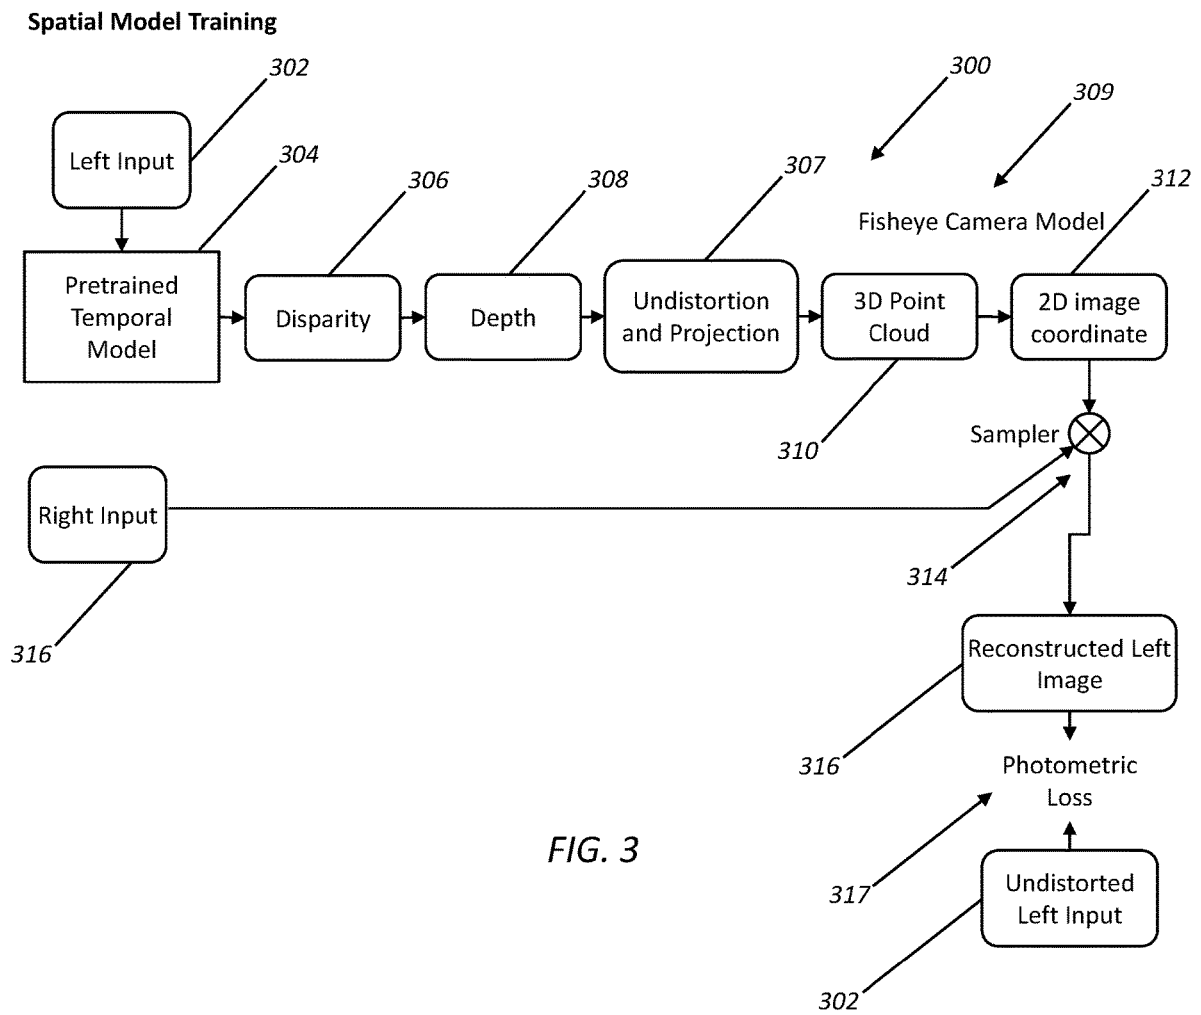 Spatial Model Training
302
300
309
Left Input
304
306
308
307
312
Fisheye Camera Model
Pretrained
Temporal
Model
Disparity
Depth
Undistortion
and Projection
3D Point
Cloud
2D image
coordinate
310
Sampler
Right Input
314
316
Reconstructed Left
Image
316
Photometric
Loss
FIG. 3
317
Undistorted
Left Input
302